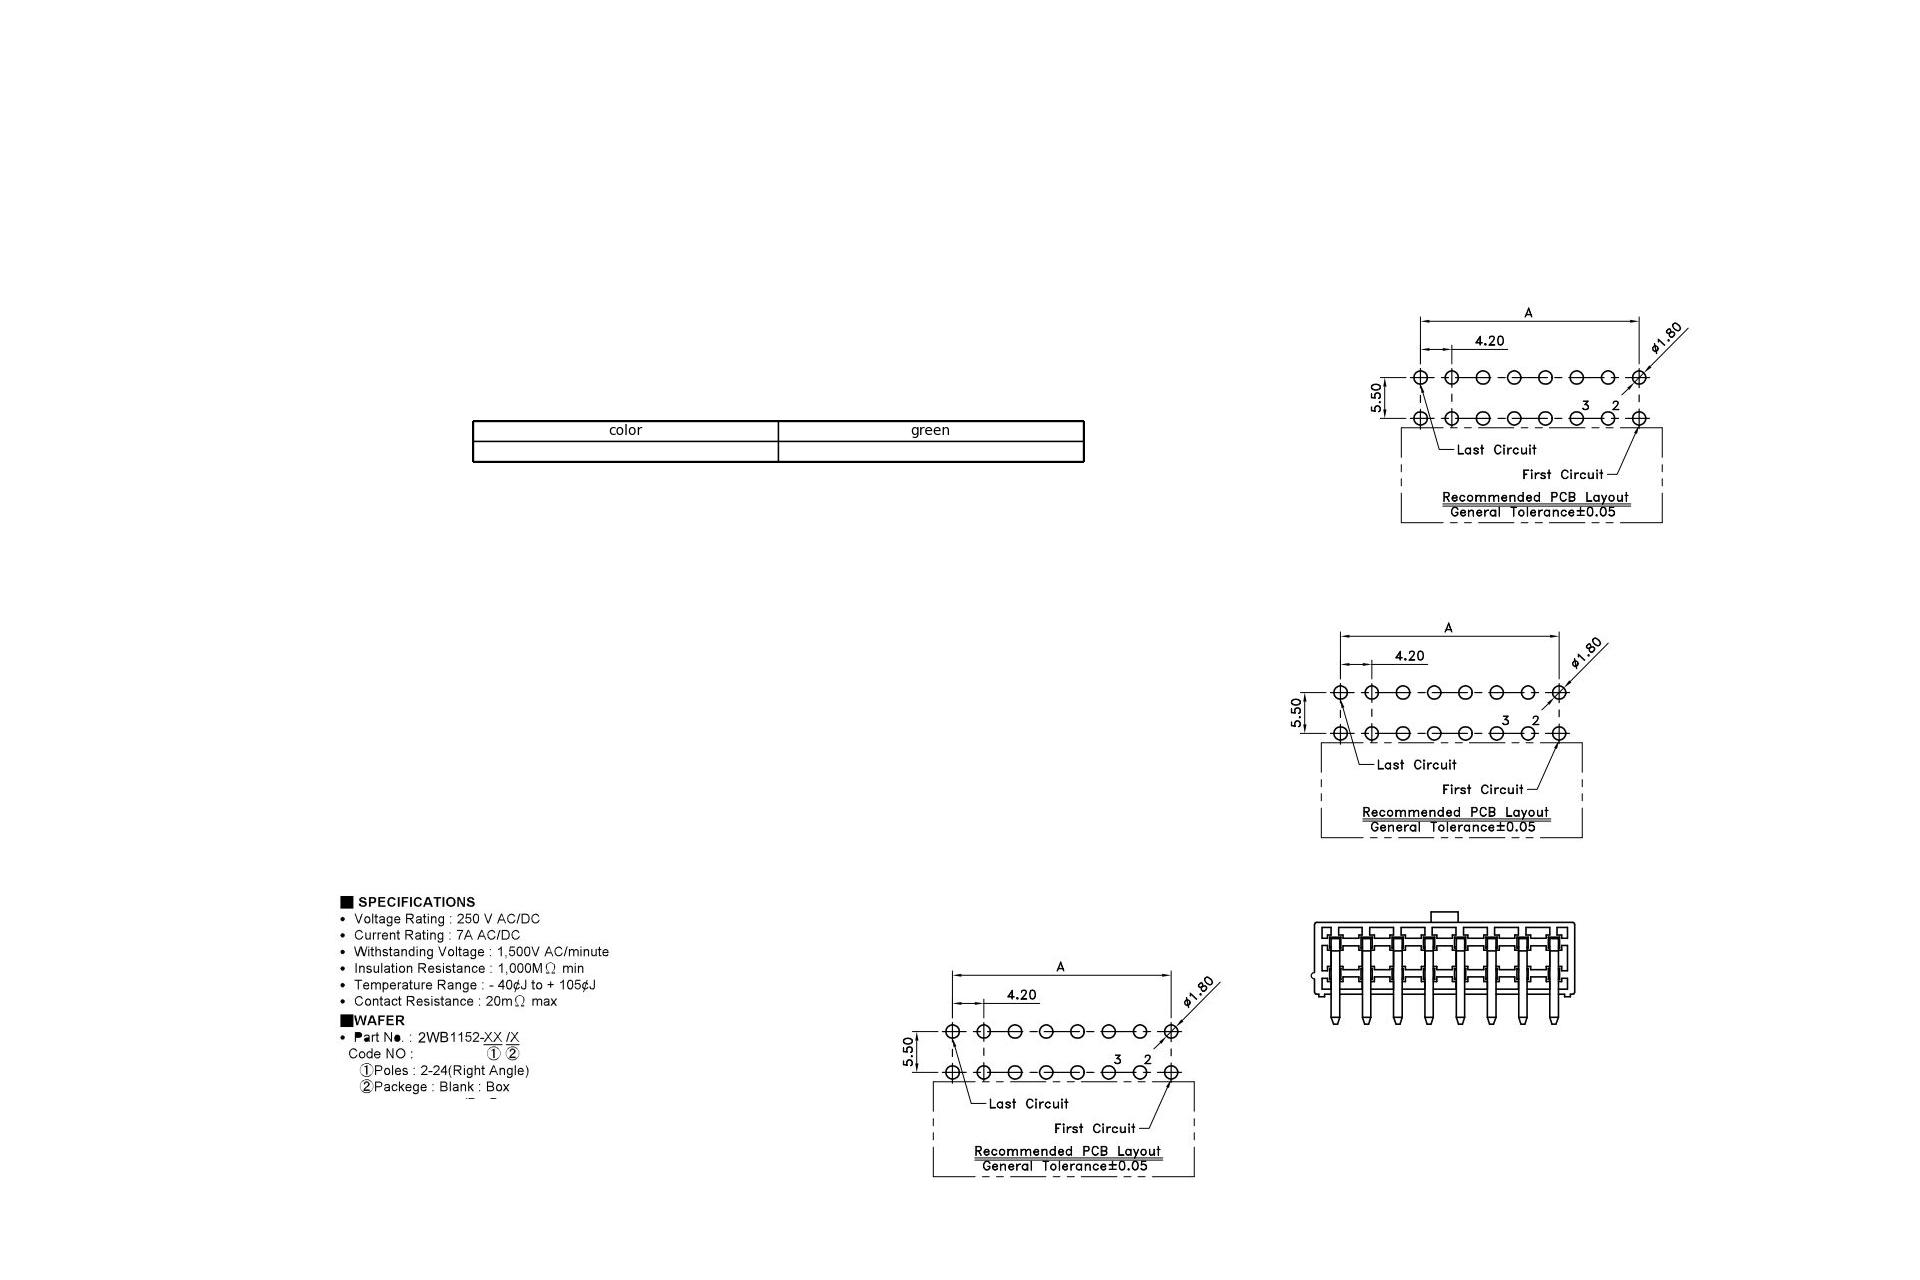 A
4.20
ø1.80
5.50
3 2
Last Circuit
First Circuit
Recommended PCB Layout
General Tolerance±0.05
color green
A
4.20
ø1.80
5.50
3 2
Last Circuit
First Circuit
Recommended PCB Layout
General Tolerance±0.05
■ SPECIFICATIONS
• Voltage Rating : 250 V AC/DC
• Current Rating : 7A AC/DC
• Withstanding Voltage : 1,500V AC/minute
• Insulation Resistance : 1,000MΩ min
• Temperature Range : - 40¢J to + 105¢J
• Contact Resistance : 20mΩ max
■WAFER
• Part No. : 2WB1152-XX /X
Code NO : ① ②
①Poles : 2-24(Right Angle)
②Packege : Blank : Box
A
4.20
ø1.80
5.50
3 2
Last Circuit
First Circuit
Recommended PCB Layout
General Tolerance±0.05